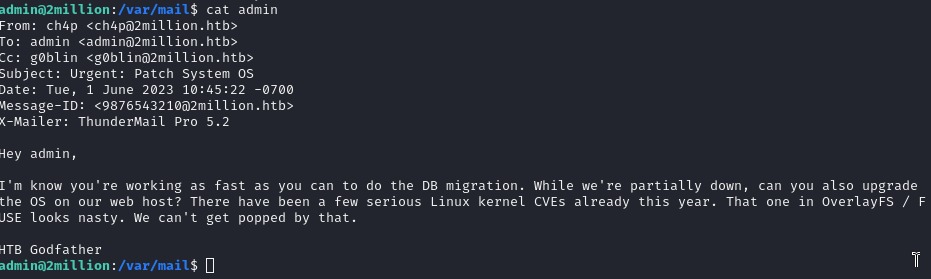 admin@2million:/var/mail$ cat admin
From: ch4p <ch4p@2million.htb>
To: admin <admin@2million.htb>
Cc: g0blin <g0blin@2million.htb>
Subject: Urgent: Patch System OS
Date: Tue, 1 June 2023 10:45:22 -0700
Message-ID: <9876543210@2million.htb>
X-Mailer: ThunderMail Pro 5.2

Hey admin,

I'm know you're working as fast as you can to do the DB migration. While we're partially down, can you also upgrade
the OS on our web host? There have been a few serious Linux kernel CVEs already this year. That one in OverlayFS / F
USE looks nasty. We can't get popped by that.

HTB Godfather
admin@2million:/var/mail$